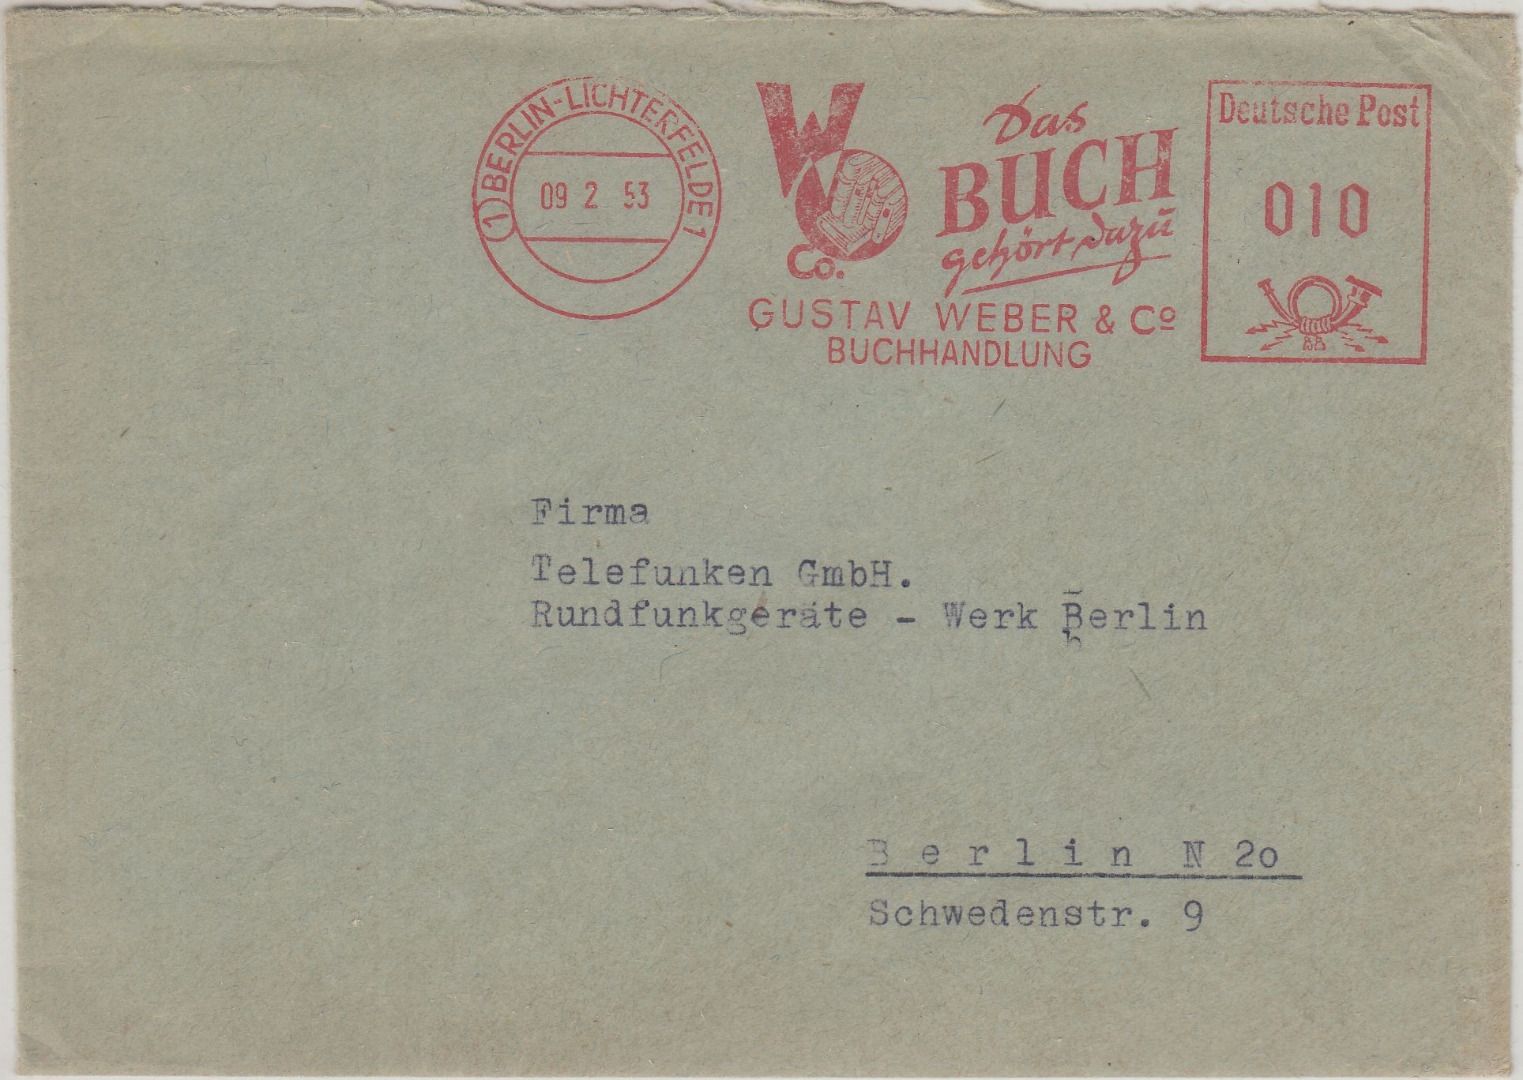 (1) BERLIN-LICHTERFELDE 1
09 2 53
W
Co.
Das
BUCH
gehört dazu
GUSTAV WEBER & Co
BUCHHANDLUNG
Deutsche Post
010
Firma
Telefunken GmbH.
Rundfunkgeräte - Werk Berlin
Berlin N 2o
Schwedenstr. 9